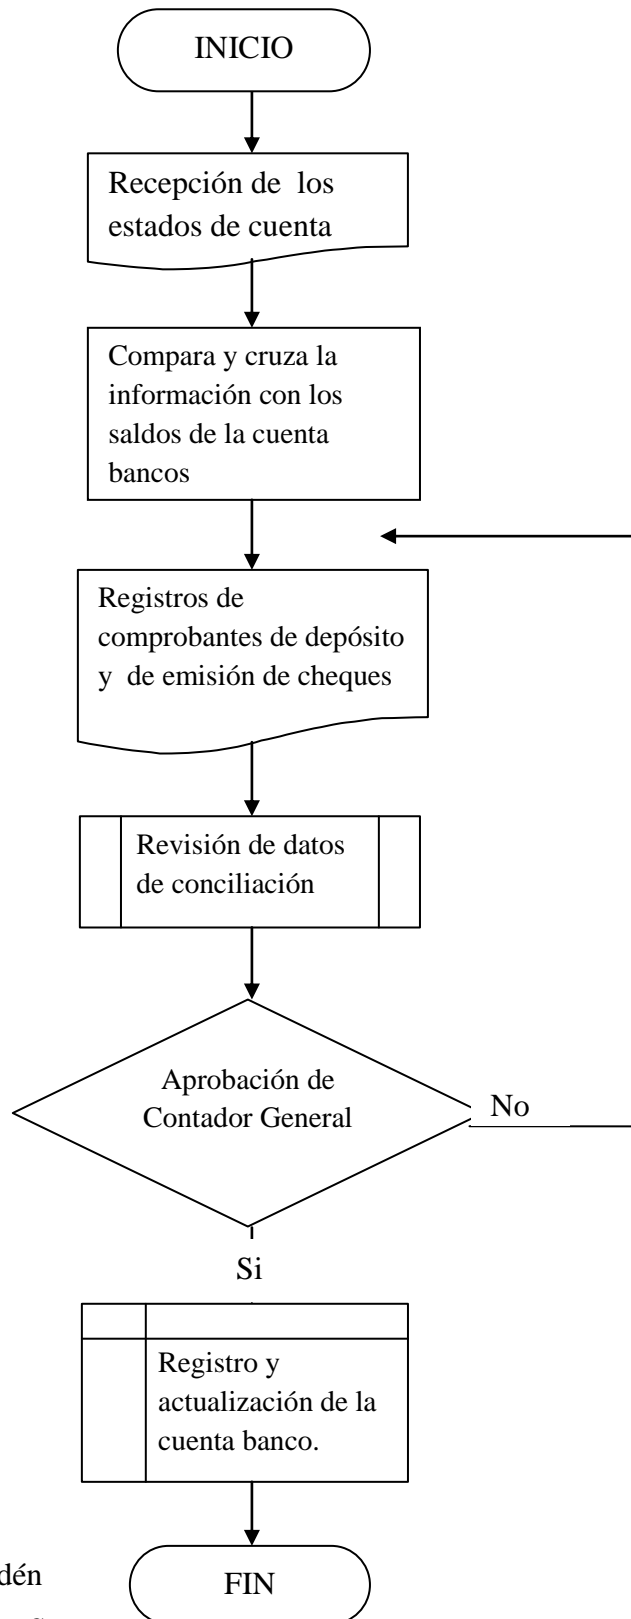 INICIO
Recepción de los
estados de cuenta
Compara y cruza la
información con los
saldos de la cuenta
bancos
Registros de
comprobantes de depósito
y de emisión de cheques
Revisión de datos
de conciliación
Aprobación de
Contador General
No
Si
Registro y
actualización de la
cuenta banco.
FIN